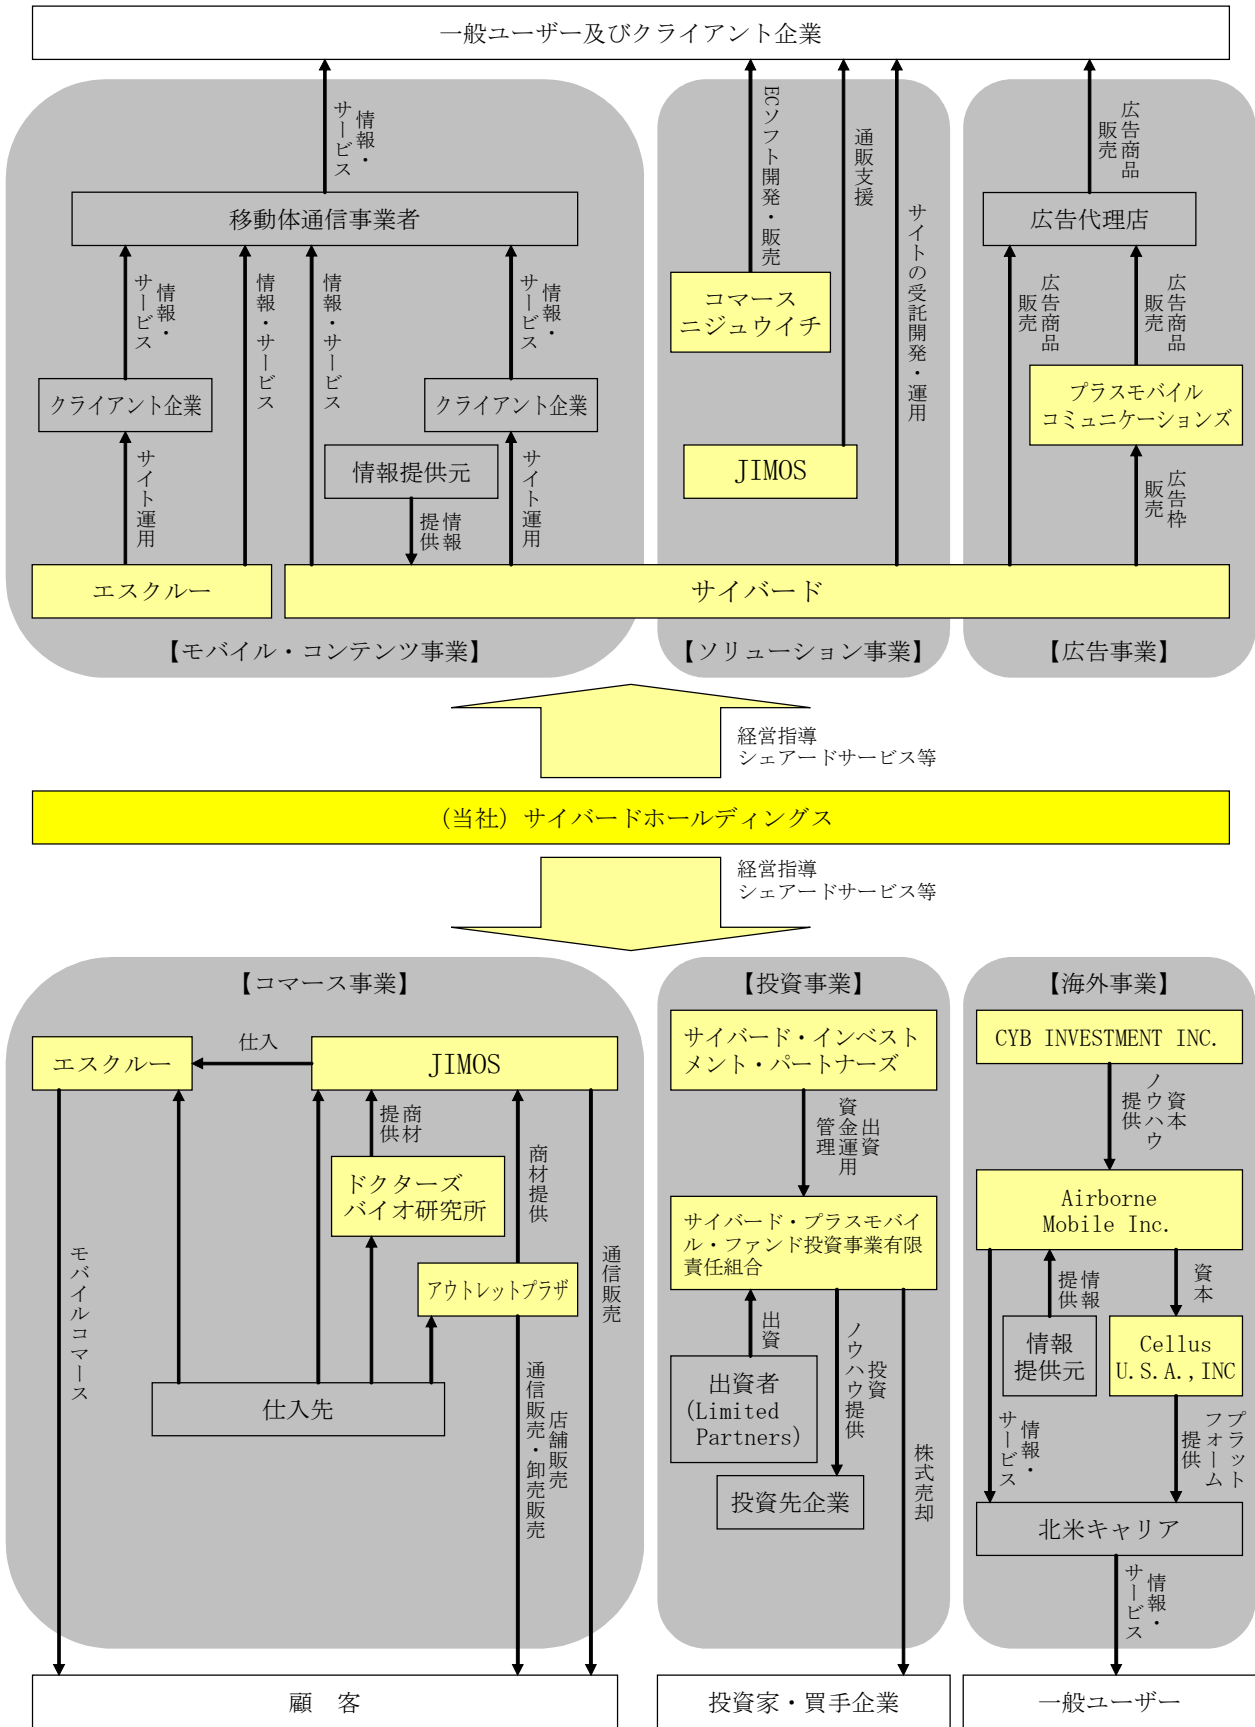 一般ユーザー及びクライアント企業
情報・
サービス
ECソフト開発・販売
通販支援
サイトの受託開発・運用
広告商品
販売
移動体通信事業者
広告代理店
情報・
サービス
情報・サービス
情報・サービス
情報・
サービス
コマース
ニジュウイチ
広告商品
販売
広告商品
販売
クライアント企業
クライアント企業
プラスモバイル
コミュニケーションズ
情報提供元
JIMOS
サイト運用
情報
提供
サイト運用
広告枠
販売
エスクルー
サイバード
【モバイル・コンテンツ事業】
【ソリューション事業】
【広告事業】
経営指導
シェアードサービス等
(当社) サイバードホールディングス
経営指導
シェアードサービス等
【コマース事業】
エスクルー
仕入
JIMOS
商材
提供
ドクターズ
バイオ研究所
商材提供
アウトレットプラザ
モバイルコマース
通信販売
仕入先
店舗販売
通信販売・卸売販売
顧 客
【投資事業】
サイバード・インベスト
メント・パートナーズ
出資
資金運用
管理
サイバード・プラスモバイ
ル・ファンド投資事業有限
責任組合
出資
投資
ノウハウ提供
株式売却
出資者
(Limited
Partners)
投資先企業
投資家・買手企業
【海外事業】
CYB INVESTMENT INC.
資本
ノウハウ
提供
Airborne
Mobile Inc.
情報
提供
資本
情報
提供元
Cellus
U.S.A.,INC
情報・
サービス
プラット
フォーム
提供
北米キャリア
情報・
サービス
一般ユーザー